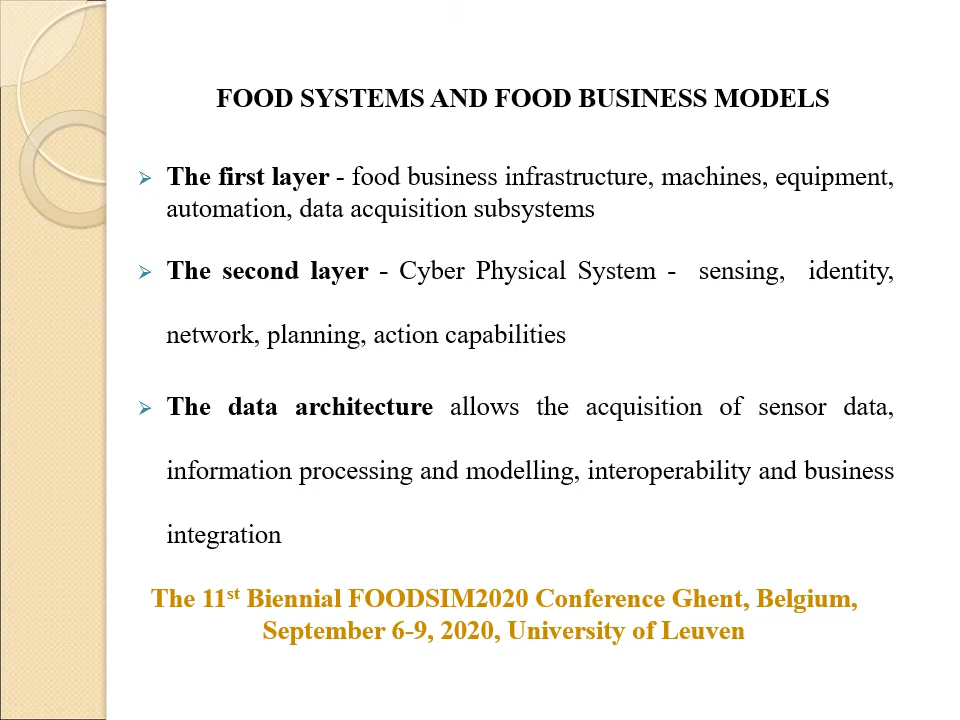 FOOD SYSTEMS AND FOOD BUSINESS MODELS
➢ The first layer - food business infrastructure, machines, equipment,
automation, data acquisition subsystems
➢ The second layer - Cyber Physical System - sensing, identity,
network, planning, action capabilities
➢ The data architecture allows the acquisition of sensor data,
information processing and modelling, interoperability and business
integration
The 11st Biennial FOODSIM2020 Conference Ghent, Belgium,
September 6-9, 2020, University of Leuven